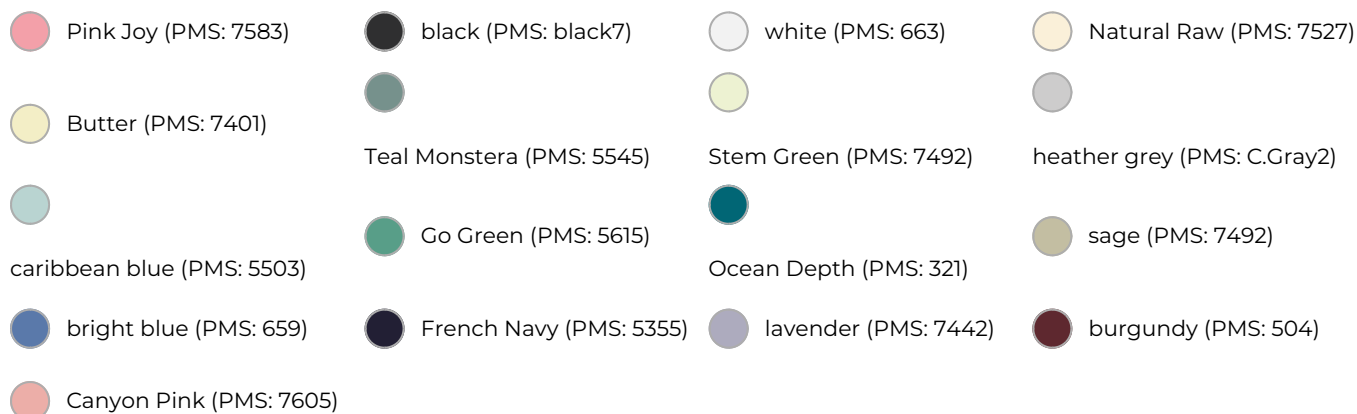 Pink Joy (PMS: 7583)
black (PMS: black7)
white (PMS: 663)
Natural Raw (PMS: 7527)
Butter (PMS: 7401)
Teal Monstera (PMS: 5545)
Stem Green (PMS: 7492)
heather grey (PMS: C.Gray2)
caribbean blue (PMS: 5503)
Go Green (PMS: 5615)
Ocean Depth (PMS: 321)
sage (PMS: 7492)
bright blue (PMS: 659)
French Navy (PMS: 5355)
lavender (PMS: 7442)
burgundy (PMS: 504)
Canyon Pink (PMS: 7605)